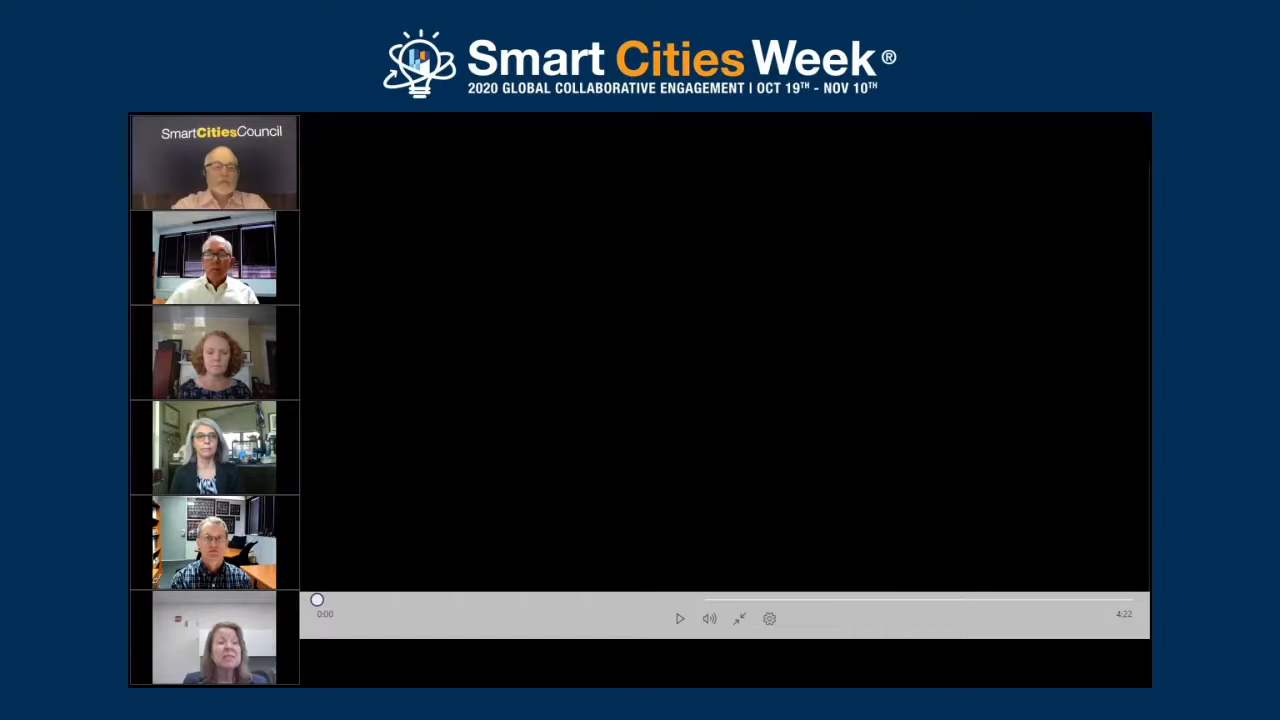 Smart Cities Week®
2020 GLOBAL COLLABORATIVE ENGAGEMENT | OCT 19TH - NOV 10TH
SmartCitiesCouncil
0:00
4:22